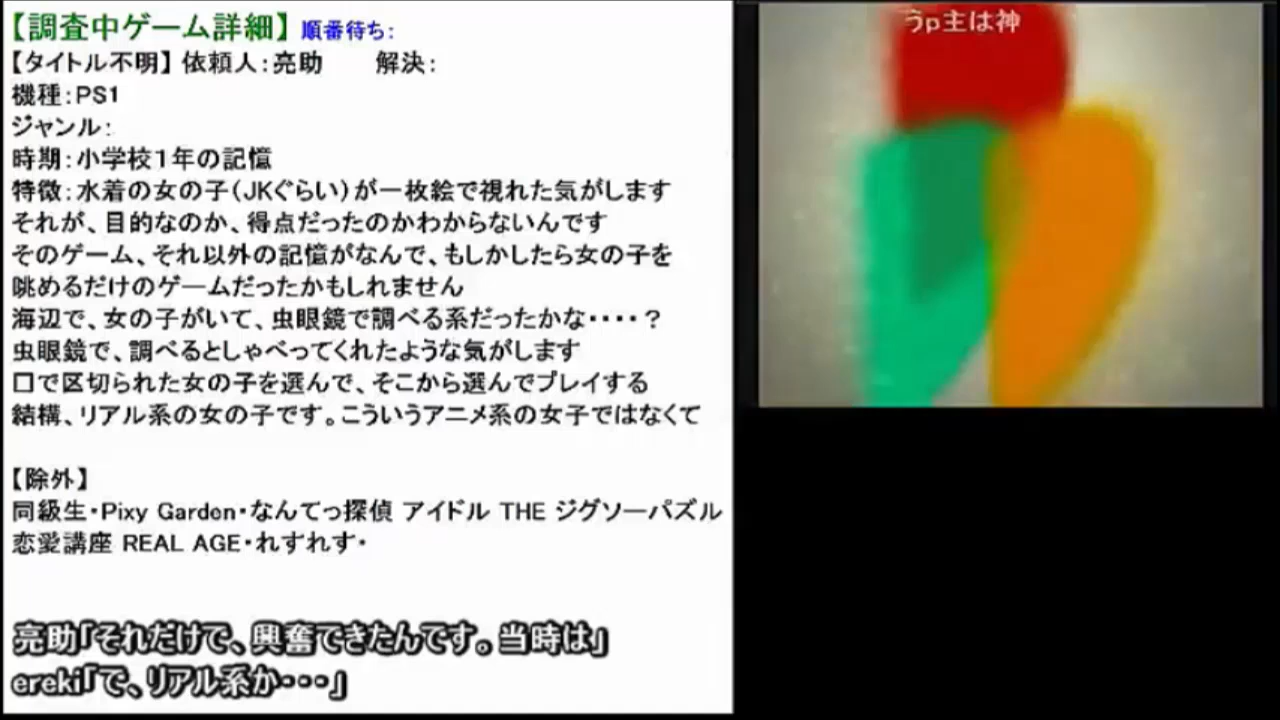 【調査中ゲーム詳細】 順番待ち:
【タイトル不明】 依頼人:亮助　　解決:
機種:PS1
ジャンル:
時期:小学校1年の記憶
特徴:水着の女の子(JKぐらい)が一枚絵で視れた気がします
それが、目的なのか、得点だったのかわからないんです
そのゲーム、それ以外の記憶がなんで、もしかしたら女の子を
眺めるだけのゲームだったかもしれません
海辺で、女の子がいて、虫眼鏡で調べる系だったかな・・・・?
虫眼鏡で、調べるとしゃべってくれたような気がします
口で区切られた女の子を選んで、そこから選んでプレイする
結構、リアル系の女の子です。こういうアニメ系の女子ではなくて
【除外】
同級生・Pixy Garden・なんてっ探偵 アイドル THE ジグソーパズル
恋愛講座 REAL AGE・れすれす・
亮助「それだけで、興奮できたんです。当時は」
ereki「で、リアル系か・・・」
うp主は神